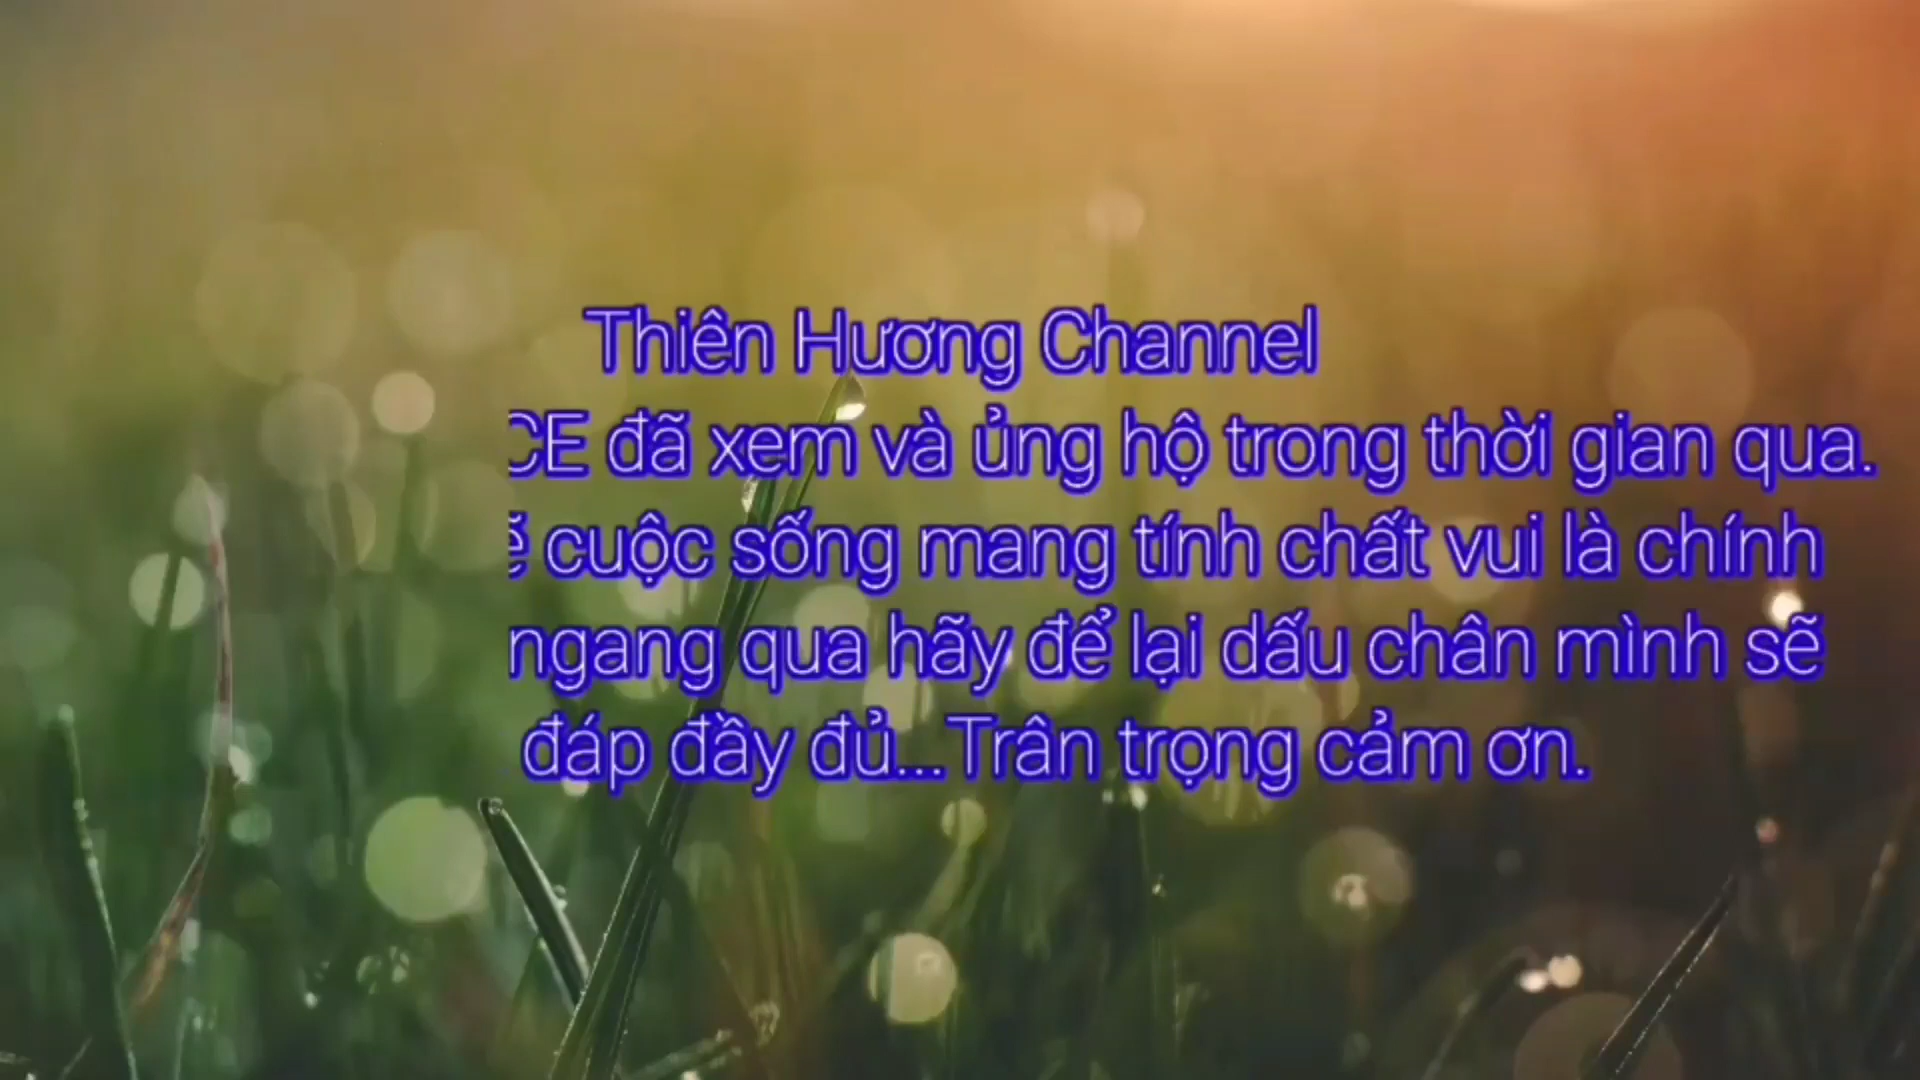 Thiên Hương Channel
CE đã xem và ủng hộ trong thời gian qua.
cuộc sống mang tính chất vui là chính
ngang qua hãy để lại dấu chân mình sẽ
đáp đầy đủ...Trân trọng cảm ơn.